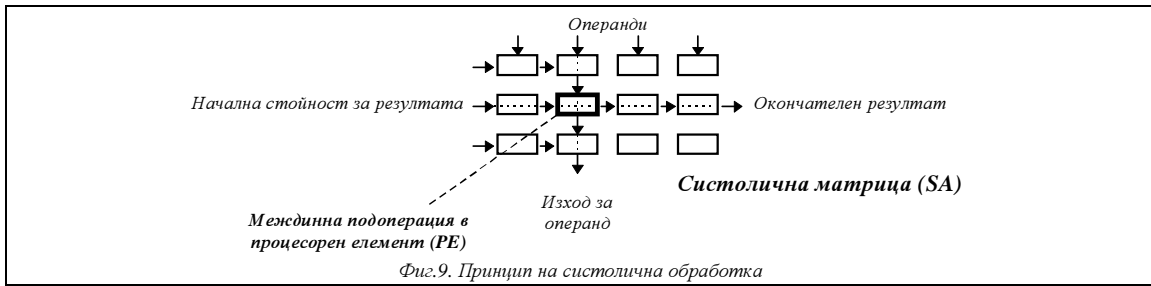 Операнди
Начална стойност за резултата
Окончателен резултат
Систолична матрица (SA)
Изход за
операнд
Междинна подоперация в
процесорен елемент (PE)
Фиг.9. Принцип на систолична обработка